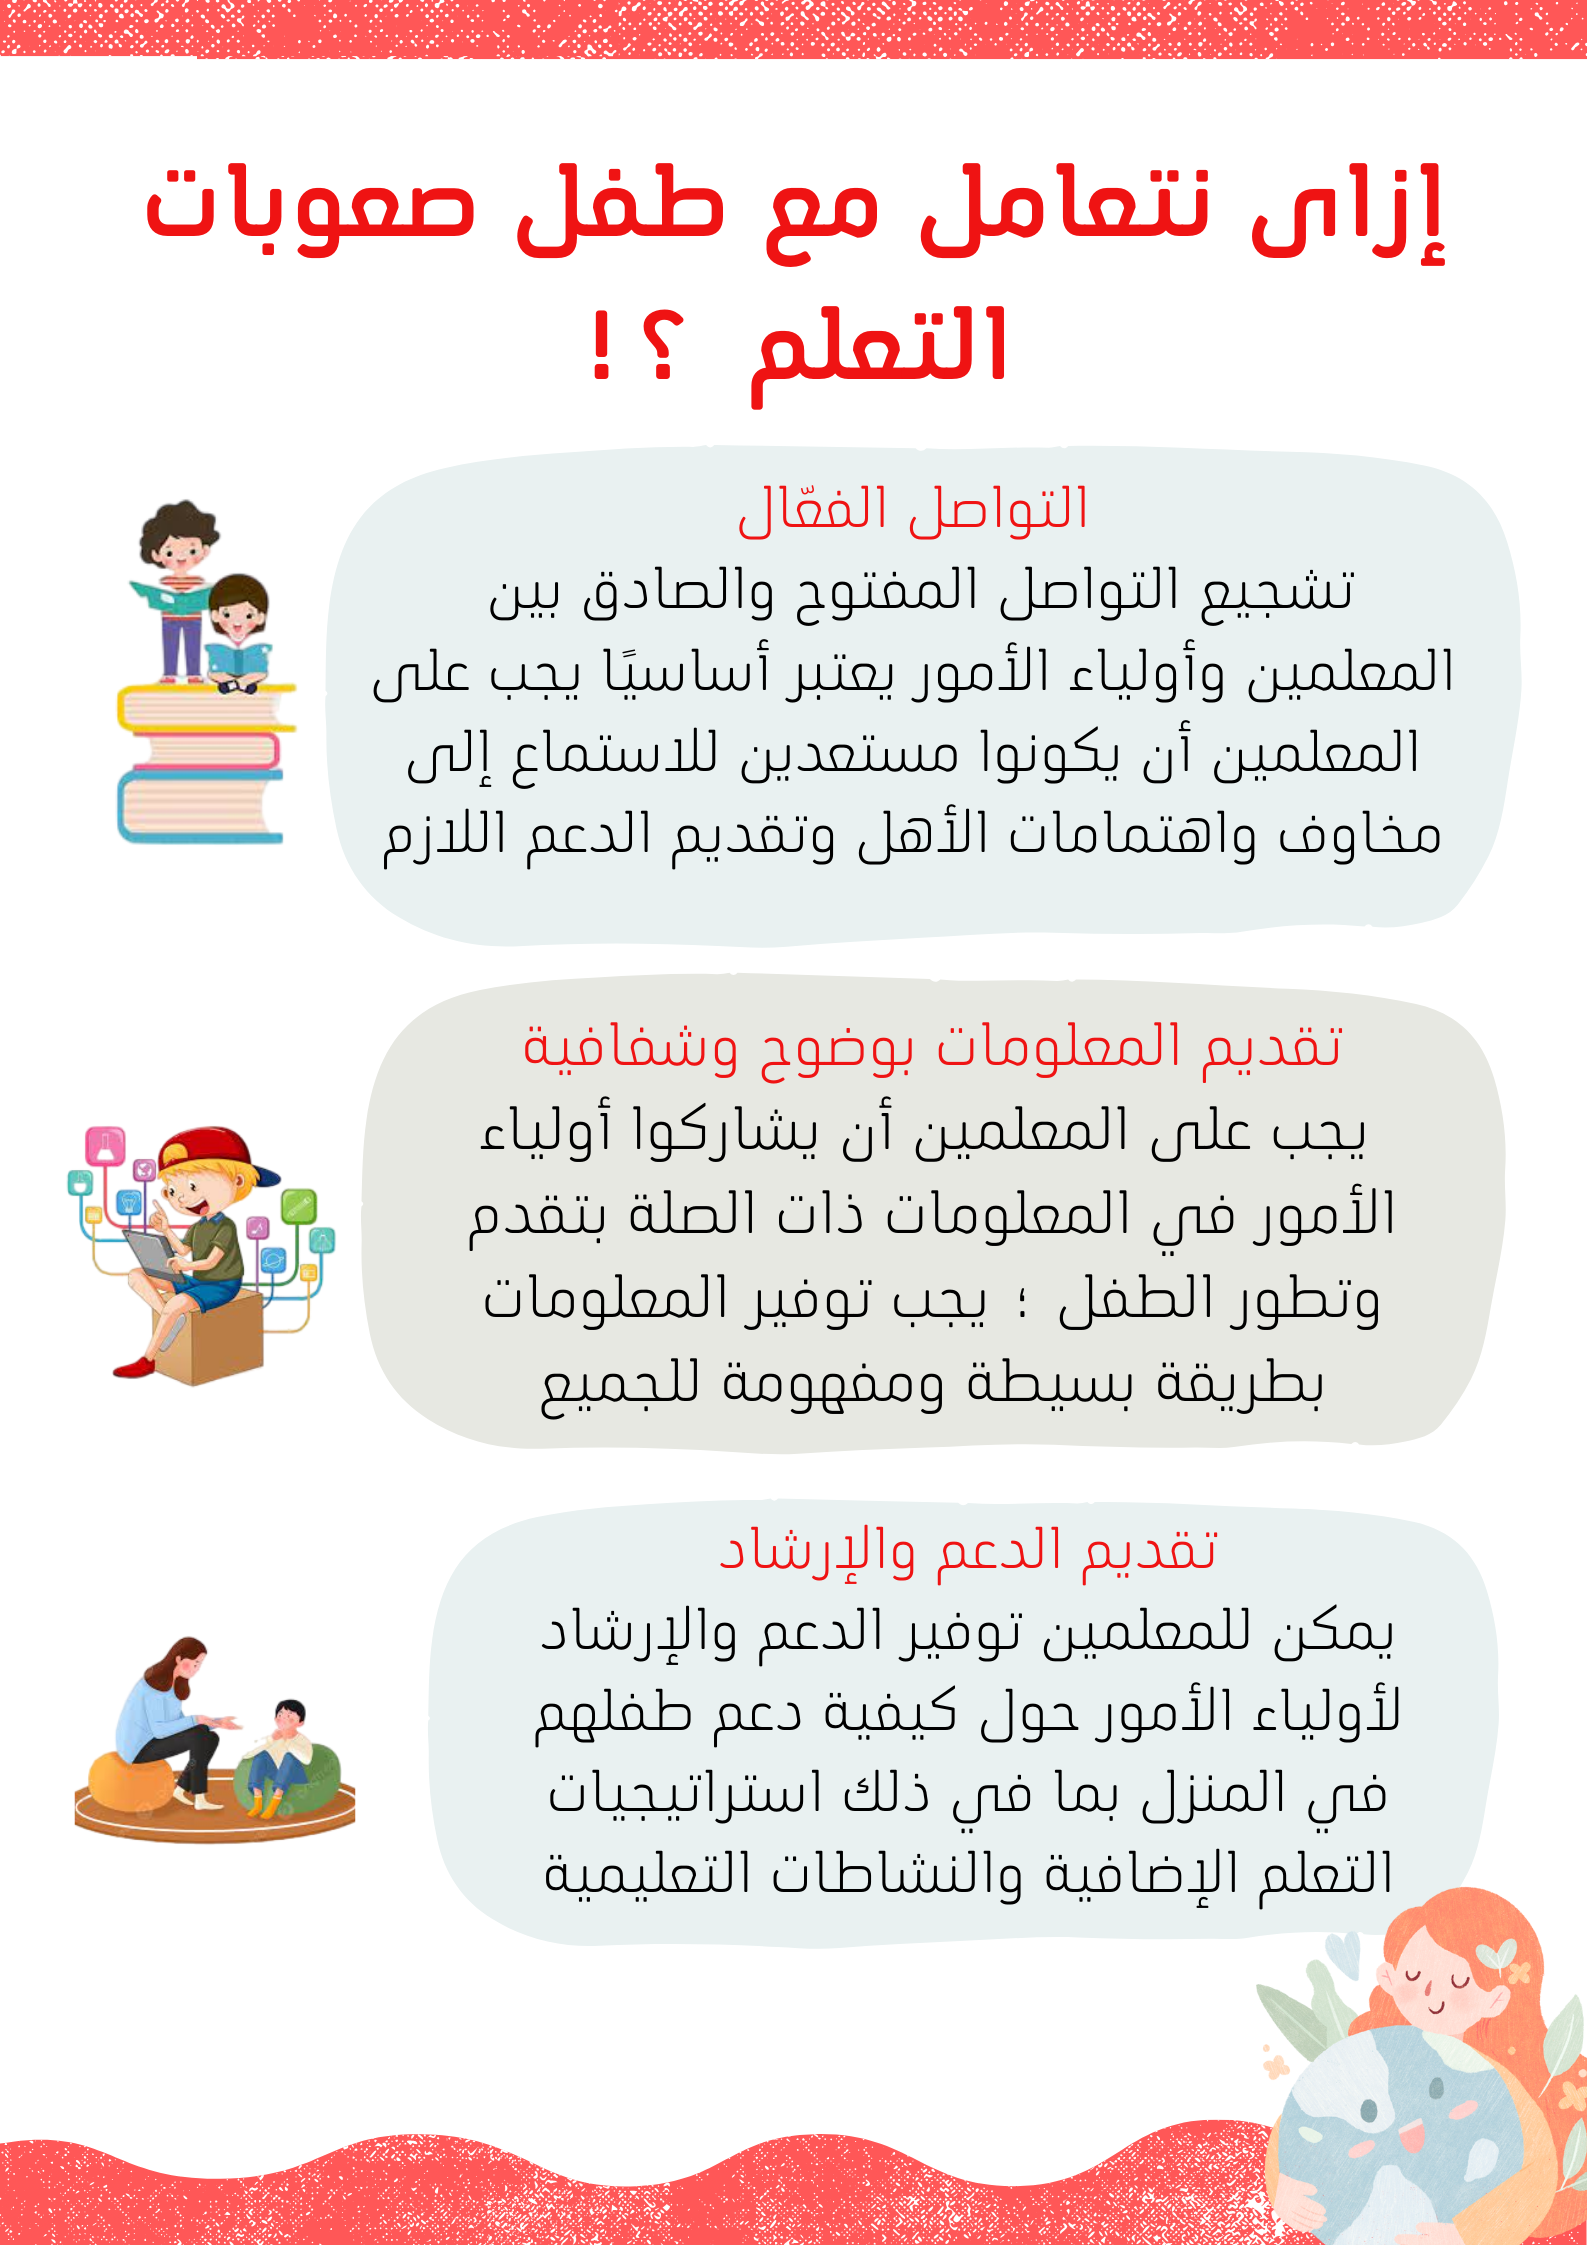 إزاى نتعامل مع طفل صعوبات
التعلم ؟ !
التواصل الفعّال
تشجيع التواصل المفتوح والصادق بين
المعلمين وأولياء الأمور يعتبر أساسيًا يجب على
المعلمين أن يكونوا مستعدين للاستماع إلى
مخاوف واهتمامات الأهل وتقديم الدعم اللازم
تقديم المعلومات بوضوح وشفافية
يجب على المعلمين أن يشاركوا أولياء
الأمور في المعلومات ذات الصلة بتقدم
وتطور الطفل ؛ يجب توفير المعلومات
بطريقة بسيطة ومفهومة للجميع
تقديم الدعم والإرشاد
يمكن للمعلمين توفير الدعم والإرشاد
لأولياء الأمور حول كيفية دعم طفلهم
في المنزل بما في ذلك استراتيجيات
التعلم الإضافية والنشاطات التعليمية